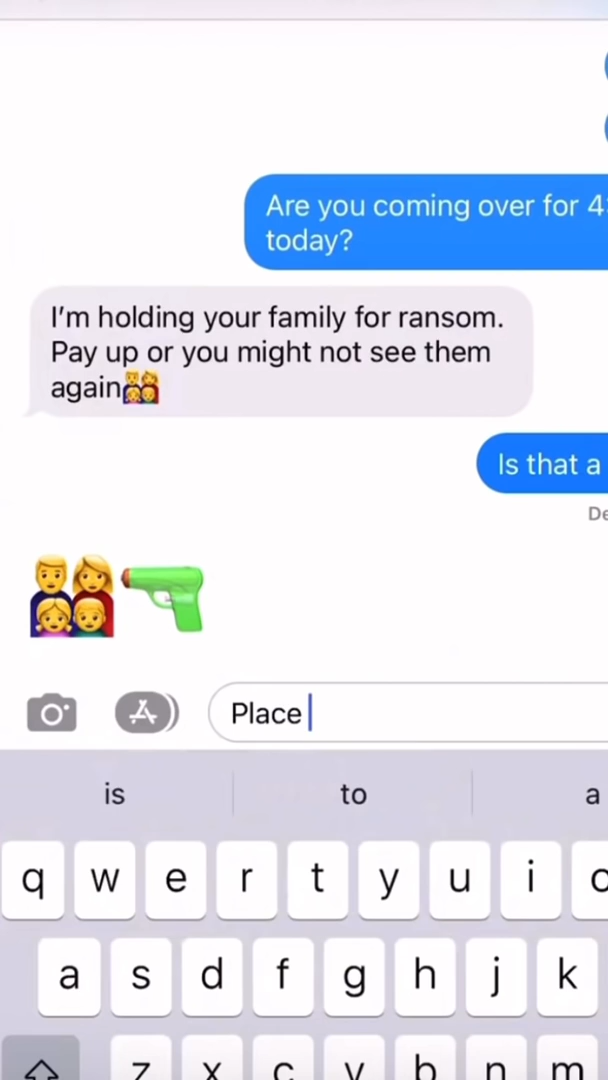 Are you coming over for 4
today?
I'm holding your family for ransom.
Pay up or you might not see them
again👨‍👩‍👧‍👦
Is that a
De
👨‍👩‍👧‍👦🔫
Place
is to a
q w e r t y u i
a s d f g h j k
z x c v b n m